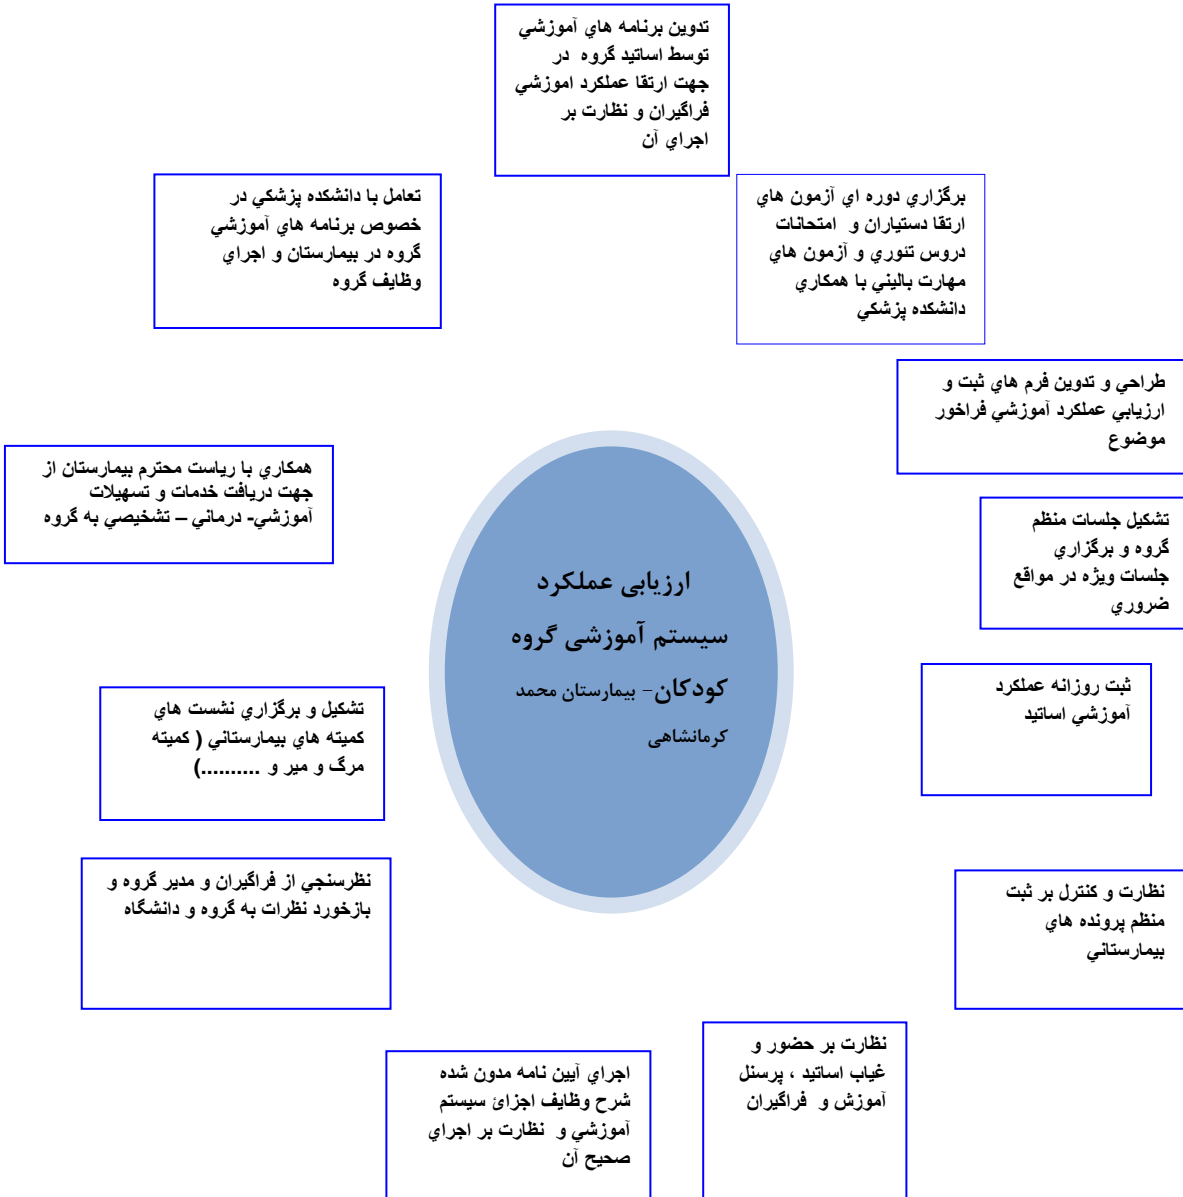 تدوين برنامه هاي آموزشي
توسط اساتيد گروه در
جهت ارتقا عملكرد اموزشي
فراگيران و نظارت بر
اجراي آن
برگزاري دوره اي آزمون هاي
ارتقا دستياران و امتحانات
دروس تئوري و آزمون هاي
مهارت باليني با همكاري
دانشكده پزشكي
تعامل با دانشكده پزشكي در
خصوص برنامه هاي آموزشي
گروه در بيمارستان و اجراي
وظايف گروه
طراحي و تدوين فرم هاي ثبت و
ارزيابي عملكرد آموزشي فراخور
موضوع
همكاري با رياست محترم بيمارستان از
جهت دريافت خدمات و تسهيلات
آموزشي- درماني – تشخيصي به گروه
تشكيل جلسات منظم
گروه و برگزاري
جلسات ويژه در مواقع
ضروري
ارزیابی عملکرد
سیستم آموزشی گروه
کودکان- بیمارستان محمد
کرمانشاهی
ثبت روزانه عملكرد
آموزشي اساتيد
تشكيل و برگزاري نشست هاي
كميته هاي بيمارستاني ( كميته
مرگ و مير و ..........)
نظرسنجي از فراگيران و مدير گروه و
بازخورد نظرات به گروه و دانشگاه
نظارت و كنترل بر ثبت
منظم پرونده هاي
بيمارستاني
نظارت بر حضور و
غياب اساتيد ، پرسنل
آموزش و فراگيران
اجراي آيين نامه مدون شده
شرح وظايف اجزائ سيستم
آموزشي و نظارت بر اجراي
صحيح آن